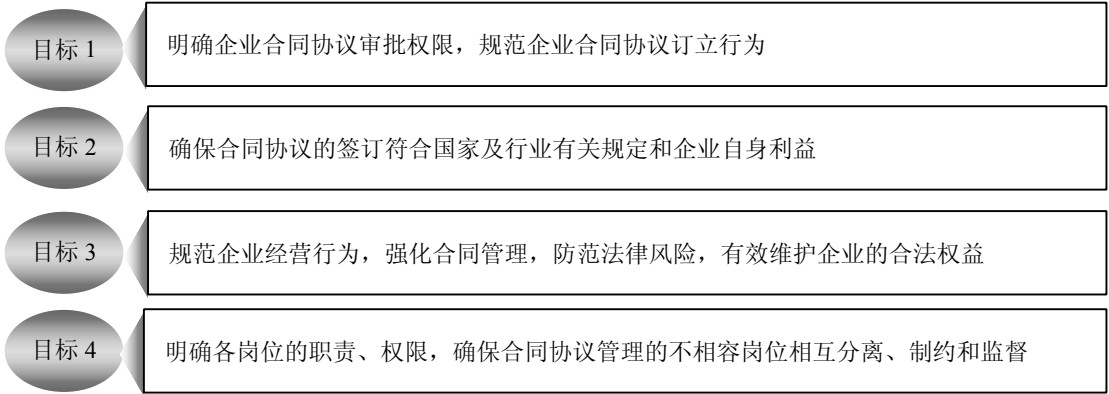 目标 1
明确企业合同协议审批权限，规范企业合同协议订立行为
目标 2
确保合同协议的签订符合国家及行业有关规定和企业自身利益
目标 3
规范企业经营行为，强化合同管理，防范法律风险，有效维护企业的合法权益
目标 4
明确各岗位的职责、权限，确保合同协议管理的不相容岗位相互分离、制约和监督